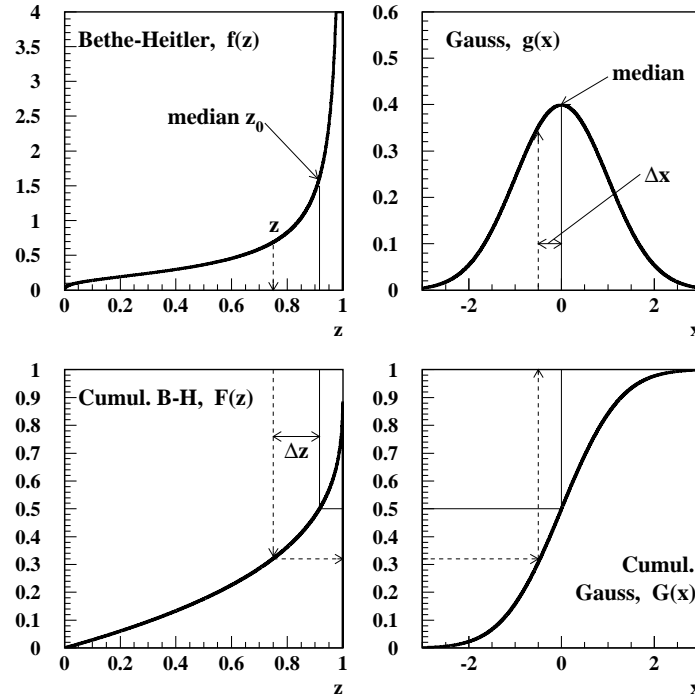 Bethe-Heitler, f(z)
median z0
z
4
3.5
3
2.5
2
1.5
1
0.5
0
0 0.2 0.4 0.6 0.8 1
z
Gauss, g(x)
median
Δx
0.6
0.5
0.4
0.3
0.2
0.1
0
-2 0 2
x
Cumul. B-H, F(z)
Δz
1
0.9
0.8
0.7
0.6
0.5
0.4
0.3
0.2
0.1
0
0 0.2 0.4 0.6 0.8 1
z
1
0.9
0.8
0.7
0.6
0.5
0.4
0.3
0.2
0.1
0
Cumul.
Gauss, G(x)
-2 0 2
x